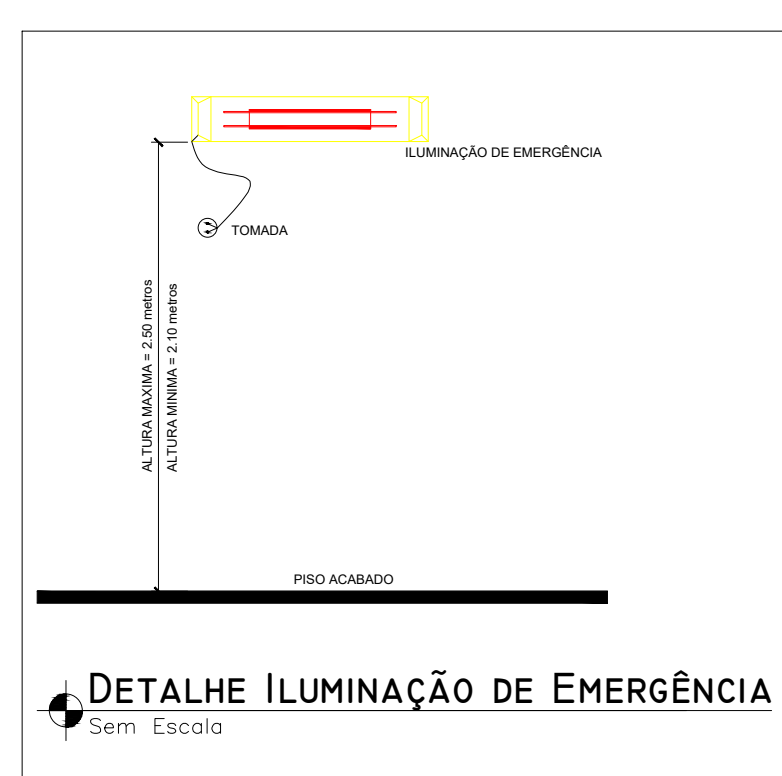 ILUMINAÇÃO DE EMERGÊNCIA
TOMADA
ALTURA MAXIMA = 2.50 metros
ALTURA MINIMA = 2.10 metros
PISO ACABADO
DETALHE ILUMINAÇÃO DE EMERGÊNCIA
Sem Escala